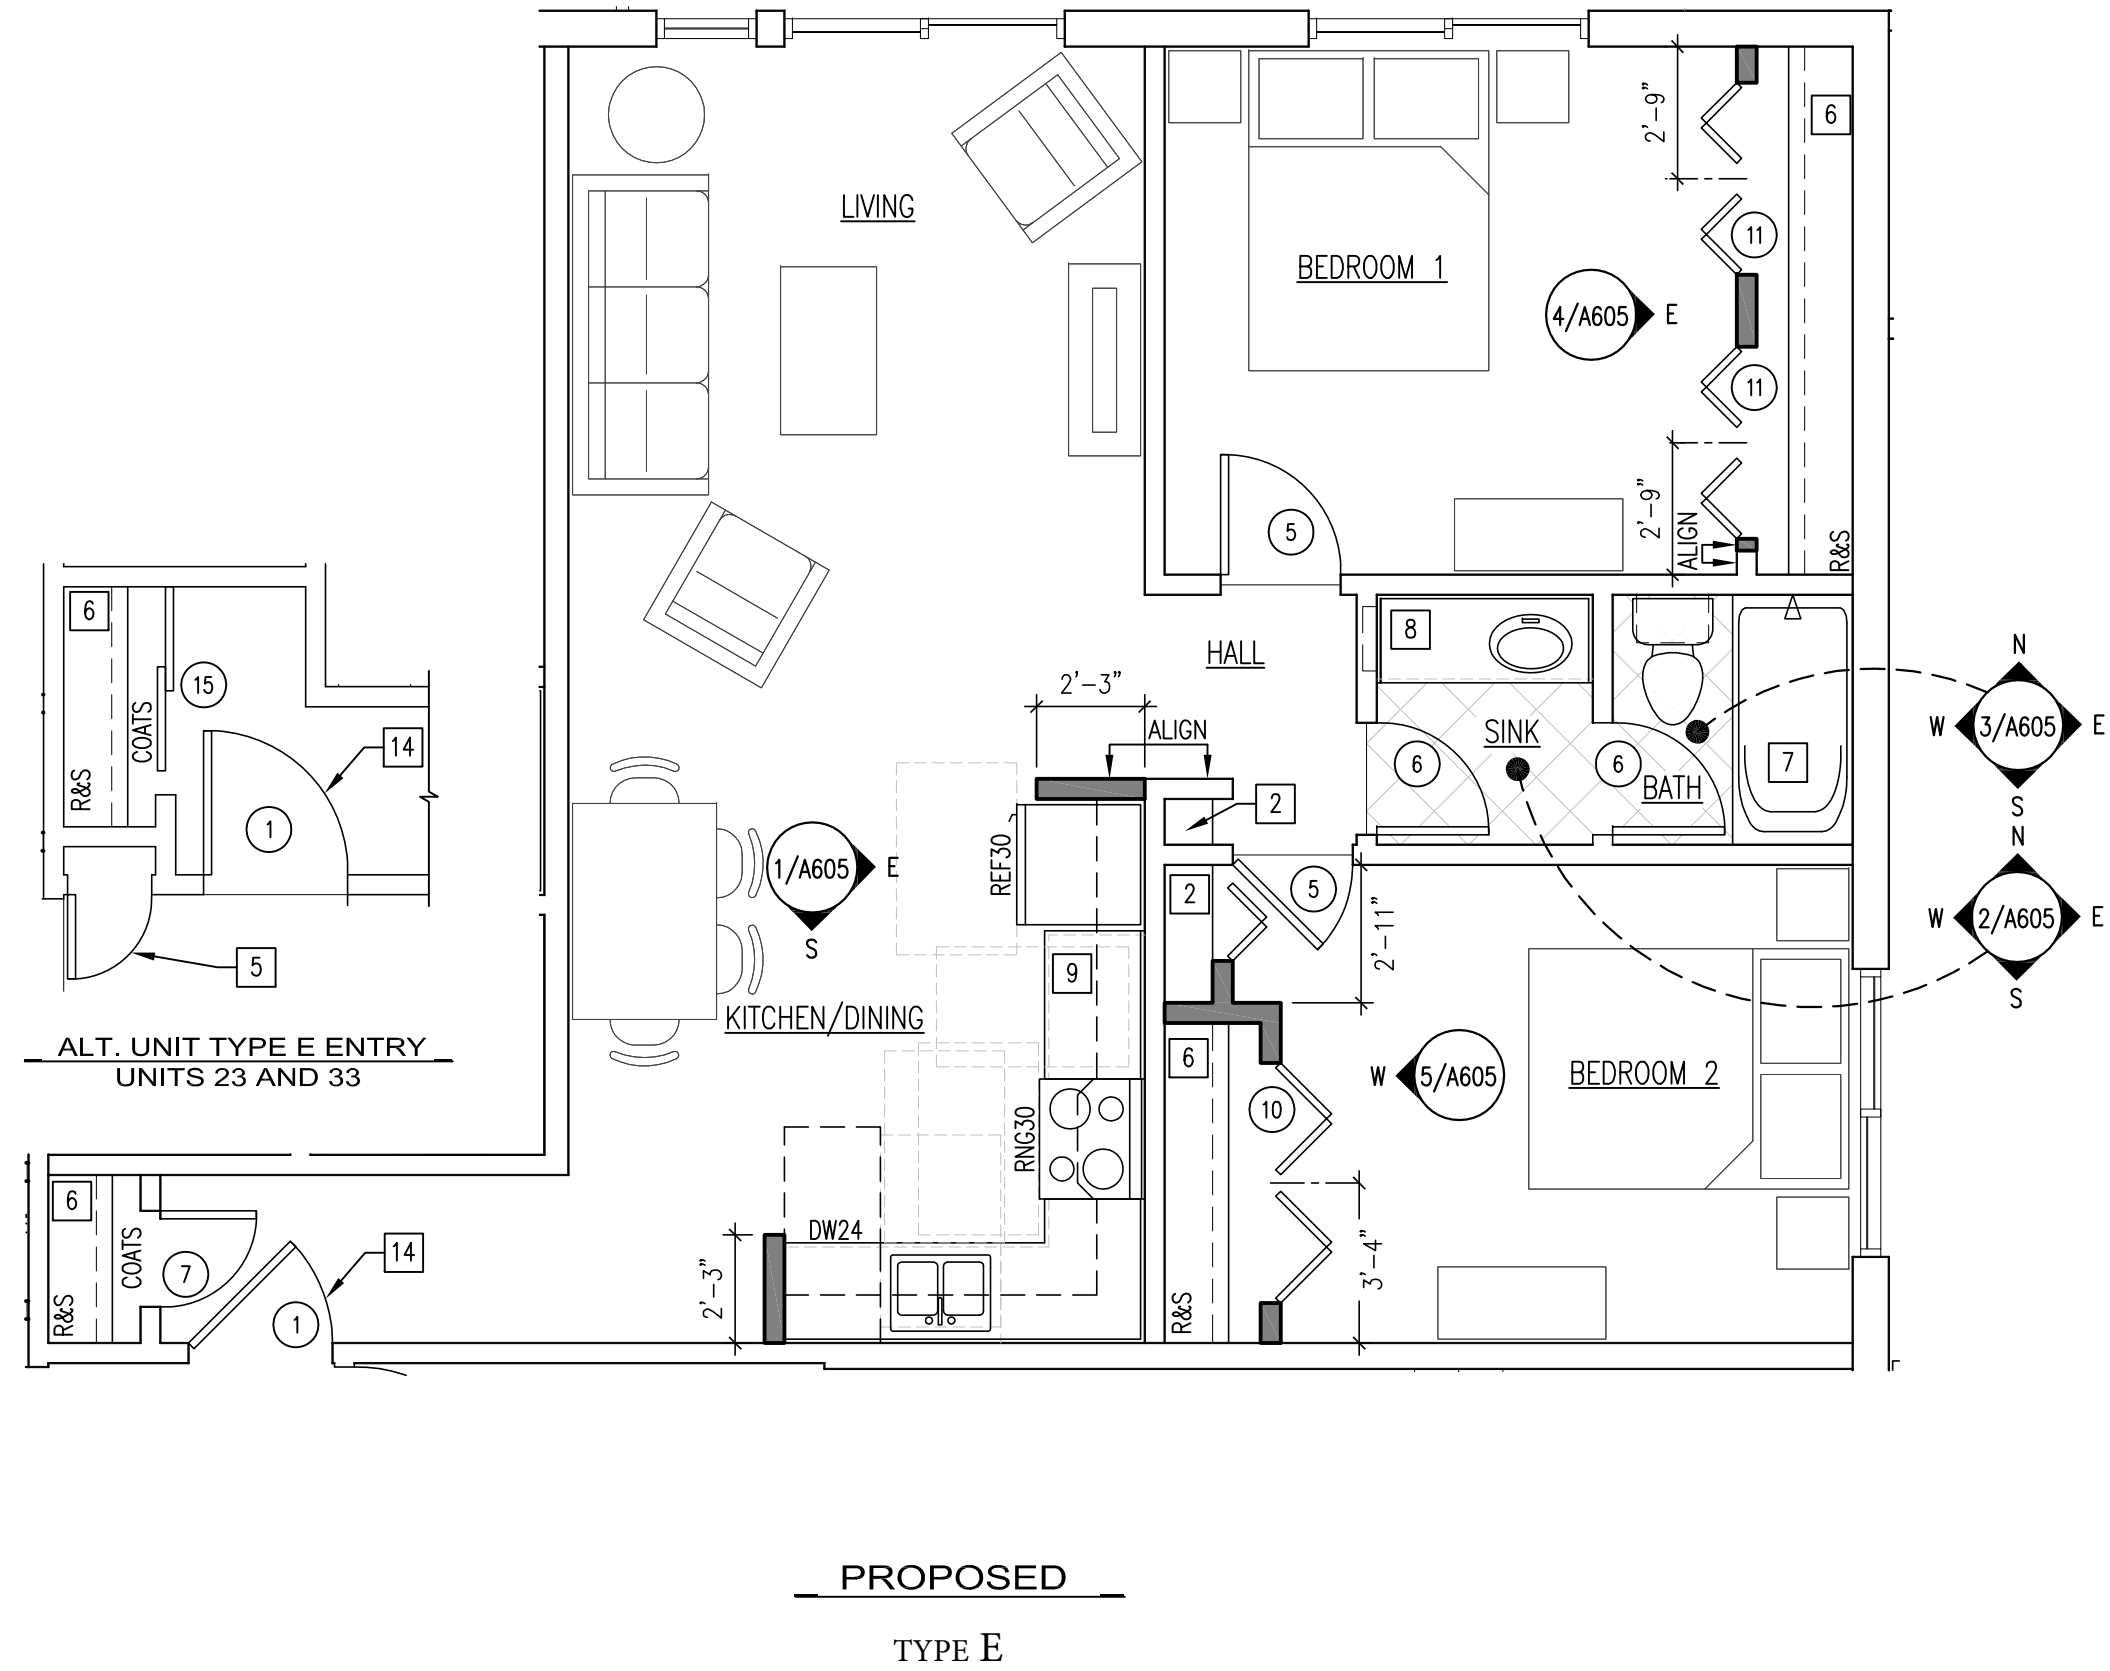 2'-9"
6
LIVING
11
BEDROOM 1
4/A605
E
11
2'-9"
ALIGN
R&S
5
6
8
HALL
N
15
2'-3"
COATS
14
ALIGN
SINK
W
3/A605
E
6
6
7
R&S
BATH
2
S
1
N
REF30
1/A605
E
5
2
W
2/A605
E
S
2'-11"
5
9
S
KITCHEN/DINING
ALT. UNIT TYPE E ENTRY
UNITS 23 AND 33
6
W
5/A605
BEDROOM 2
10
RNG30
6
DW24
COATS
14
7
2'-3"
3'-4"
R&S
1
R&S
PROPOSED
TYPE E